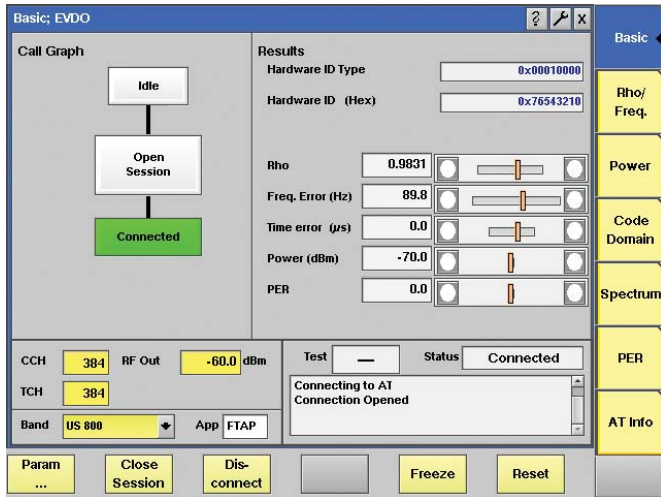 Basic; EVDO
? x
Call Graph
Idle
Open
Session
Connected
Results
Hardware ID Type 0x00010000
Hardware ID (Hex) 0x76543210
Rho 0.9831
Freq. Error (Hz) 89.8
Time error (µs) 0.0
Power (dBm) -70.0
PER 0.0
CCH 384 RF Out -60.0 dBm
TCH 384
Band US 800 App FTAP
Test — Status Connected
Connecting to AT
Connection Opened
Param
...
Close
Session
Dis-
connect
Freeze
Reset
Basic
Rho/
Freq.
Power
Code
Domain
Spectrum
PER
AT Info